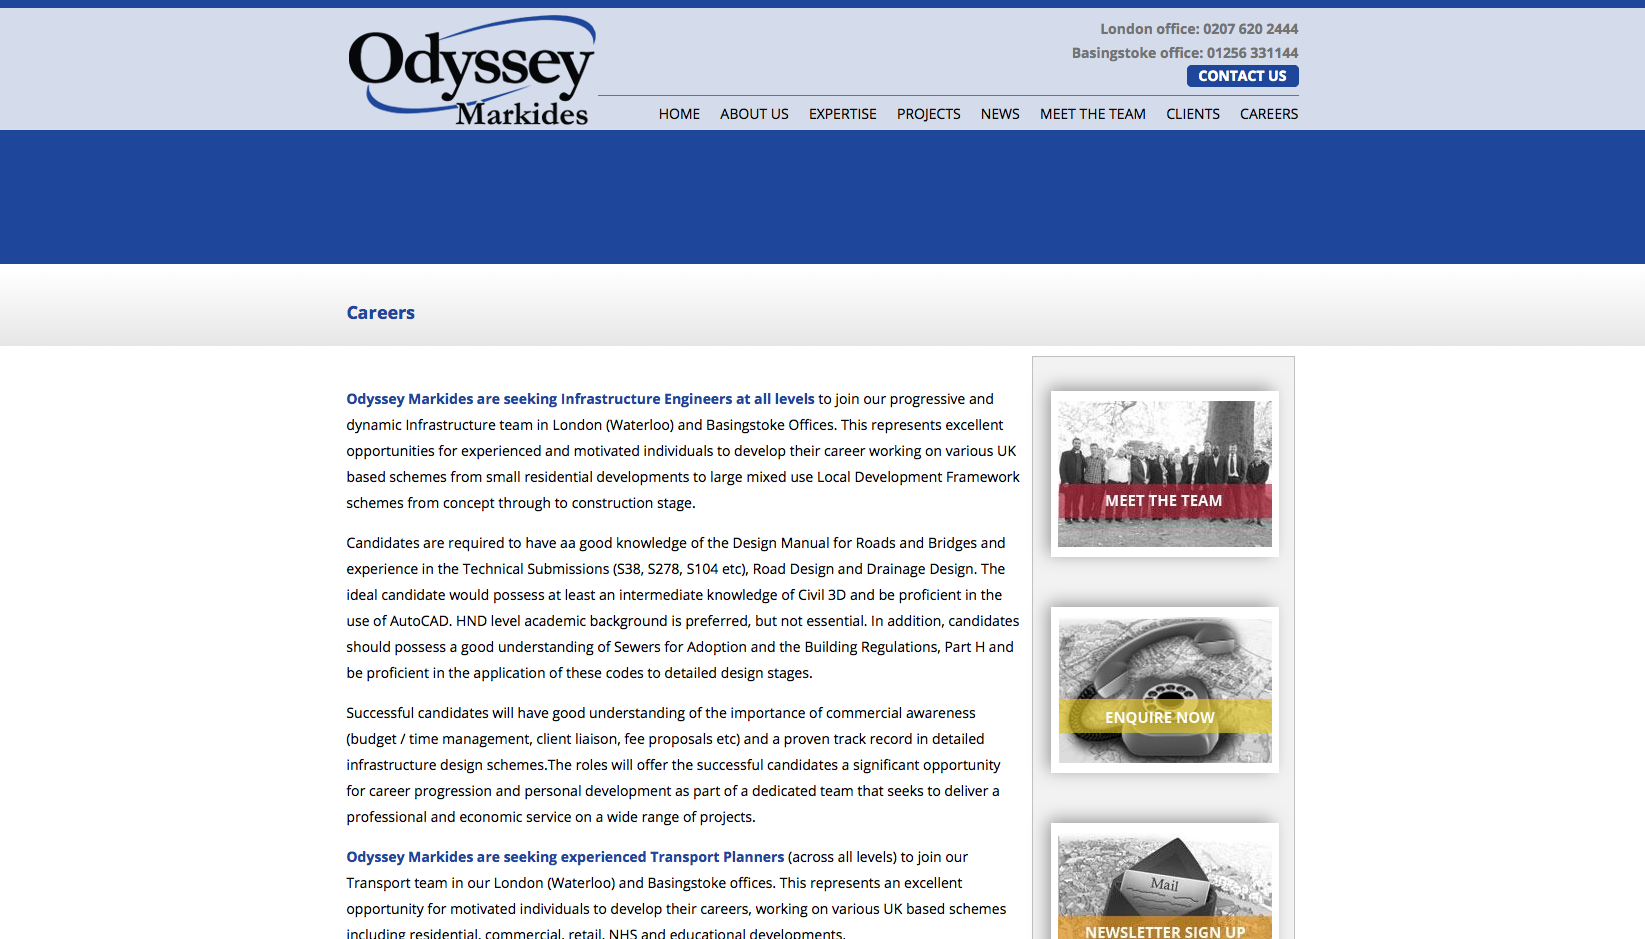 Odyssey
Markides
London office: 0207 620 2444
Basingstoke office: 01256 331144
CONTACT US
HOME ABOUT US EXPERTISE PROJECTS NEWS MEET THE TEAM CLIENTS CAREERS
Careers
Odyssey Markides are seeking Infrastructure Engineers at all levels to join our progressive and
dynamic Infrastructure team in London (Waterloo) and Basingstoke Offices. This represents excellent
opportunities for experienced and motivated individuals to develop their career working on various UK
based schemes from small residential developments to large mixed use Local Development Framework
schemes from concept through to construction stage.
Candidates are required to have aa good knowledge of the Design Manual for Roads and Bridges and
experience in the Technical Submissions (S38, S278, S104 etc), Road Design and Drainage Design. The
ideal candidate would possess at least an intermediate knowledge of Civil 3D and be proficient in the
use of AutoCAD. HND level academic background is preferred, but not essential. In addition, candidates
should possess a good understanding of Sewers for Adoption and the Building Regulations, Part H and
be proficient in the application of these codes to detailed design stages.
Successful candidates will have good understanding of the importance of commercial awareness
(budget / time management, client liaison, fee proposals etc) and a proven track record in detailed
infrastructure design schemes.The roles will offer the successful candidates a significant opportunity
for career progression and personal development as part of a dedicated team that seeks to deliver a
professional and economic service on a wide range of projects.
Odyssey Markides are seeking experienced Transport Planners (across all levels) to join our
Transport team in our London (Waterloo) and Basingstoke offices. This represents an excellent
opportunity for motivated individuals to develop their careers, working on various UK based schemes
including residential, commercial, retail, NHS and educational developments.
MEET THE TEAM
ENQUIRE NOW
Mail
NEWSLETTER SIGN UP